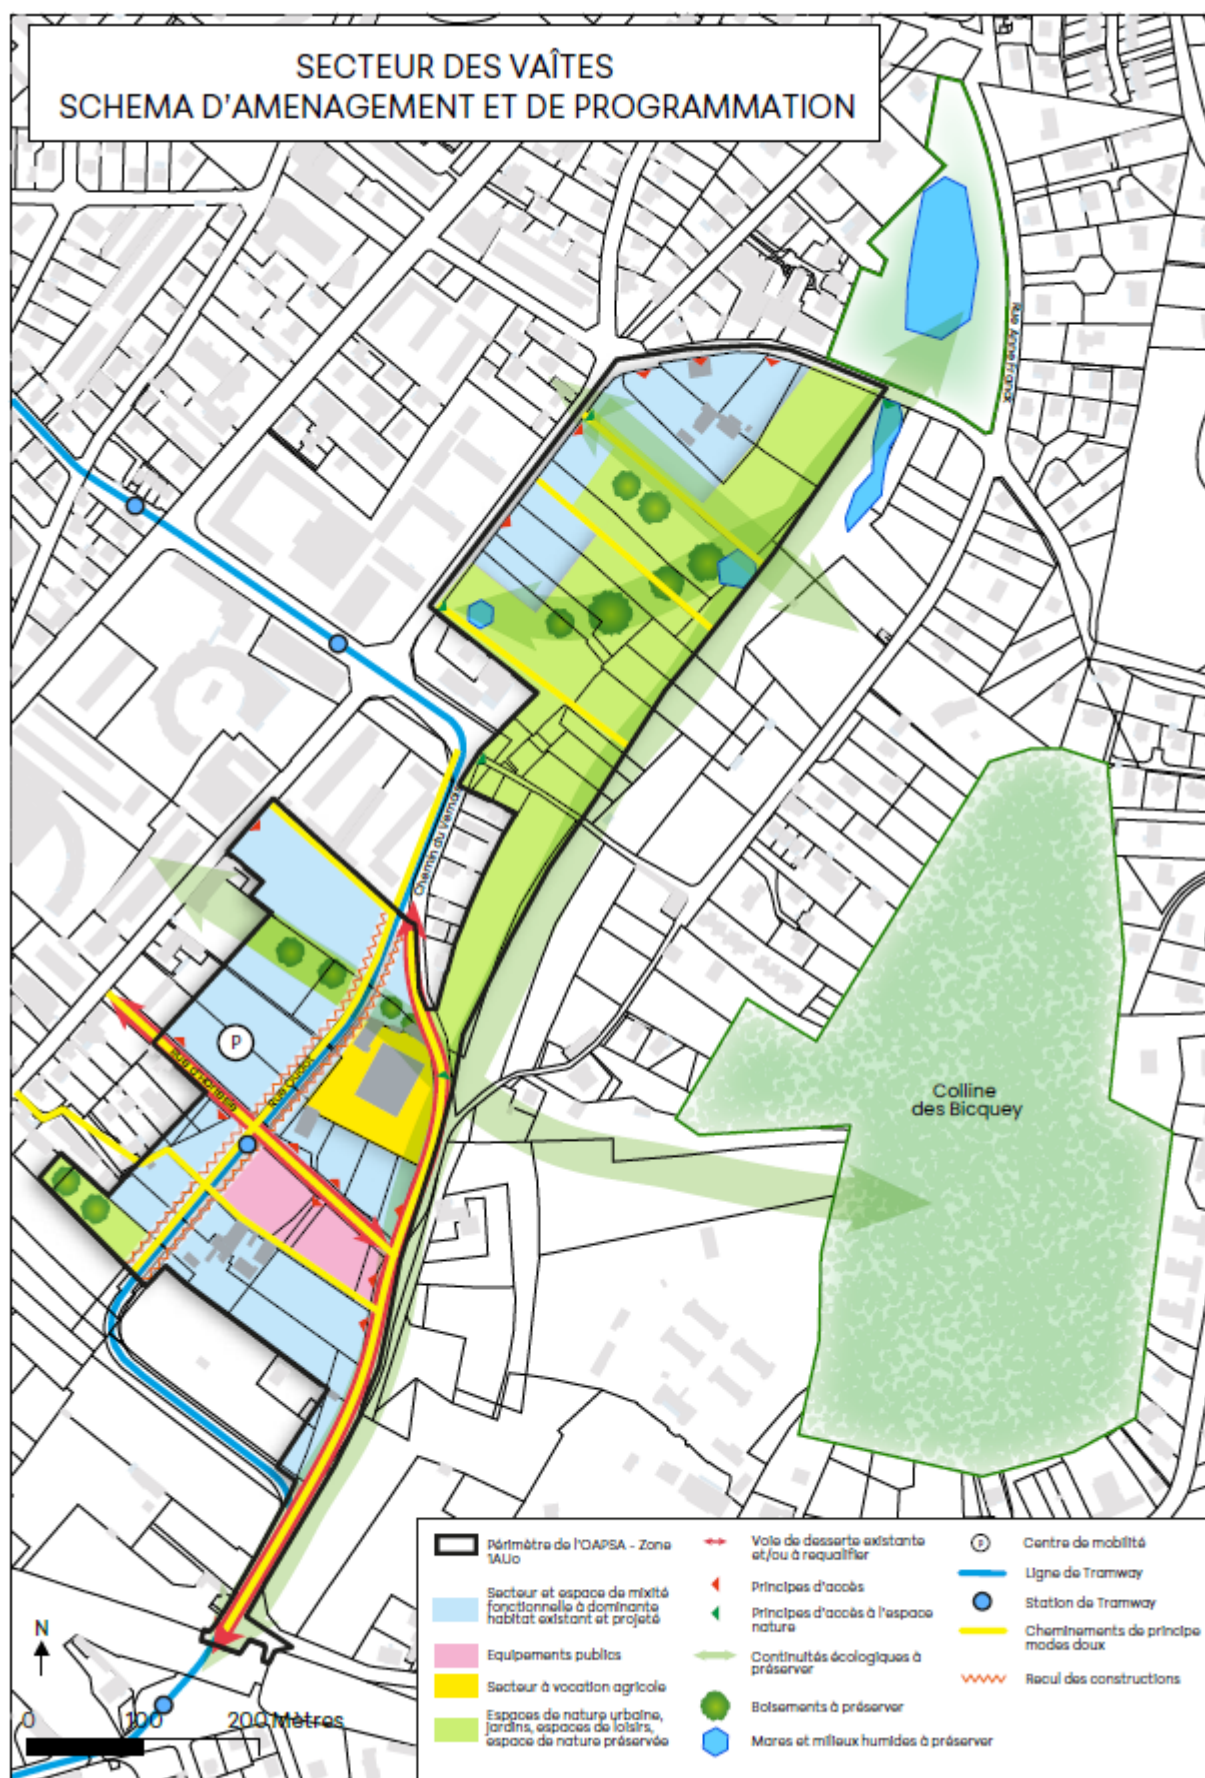 SECTEUR DES VAÎTES
SCHEMA D'AMENAGEMENT ET DE PROGRAMMATION
Rue Anne Franck
Chemin du Vernois
P
Rue Oudot
Colline
des Bicquey
N
0 100 200 Mètres
Périmètre de l'OAPSA - Zone
1AUo
Secteur et espace de mixité
fonctionnelle à dominante
habitat existant et projeté
Equipements publics
Secteur à vocation agricole
Espaces de nature urbaine,
jardins, espaces de loisirs,
espace de nature préservée
Voie de desserte existante
et/ou à requalifier
Principes d'accès
Principes d'accès à l'espace
nature
Continuités écologiques à
préserver
Boisements à préserver
Mares et milieux humides à préserver
P
Centre de mobilité
Ligne de Tramway
Station de Tramway
Cheminements de principe
modes doux
Recul des constructions